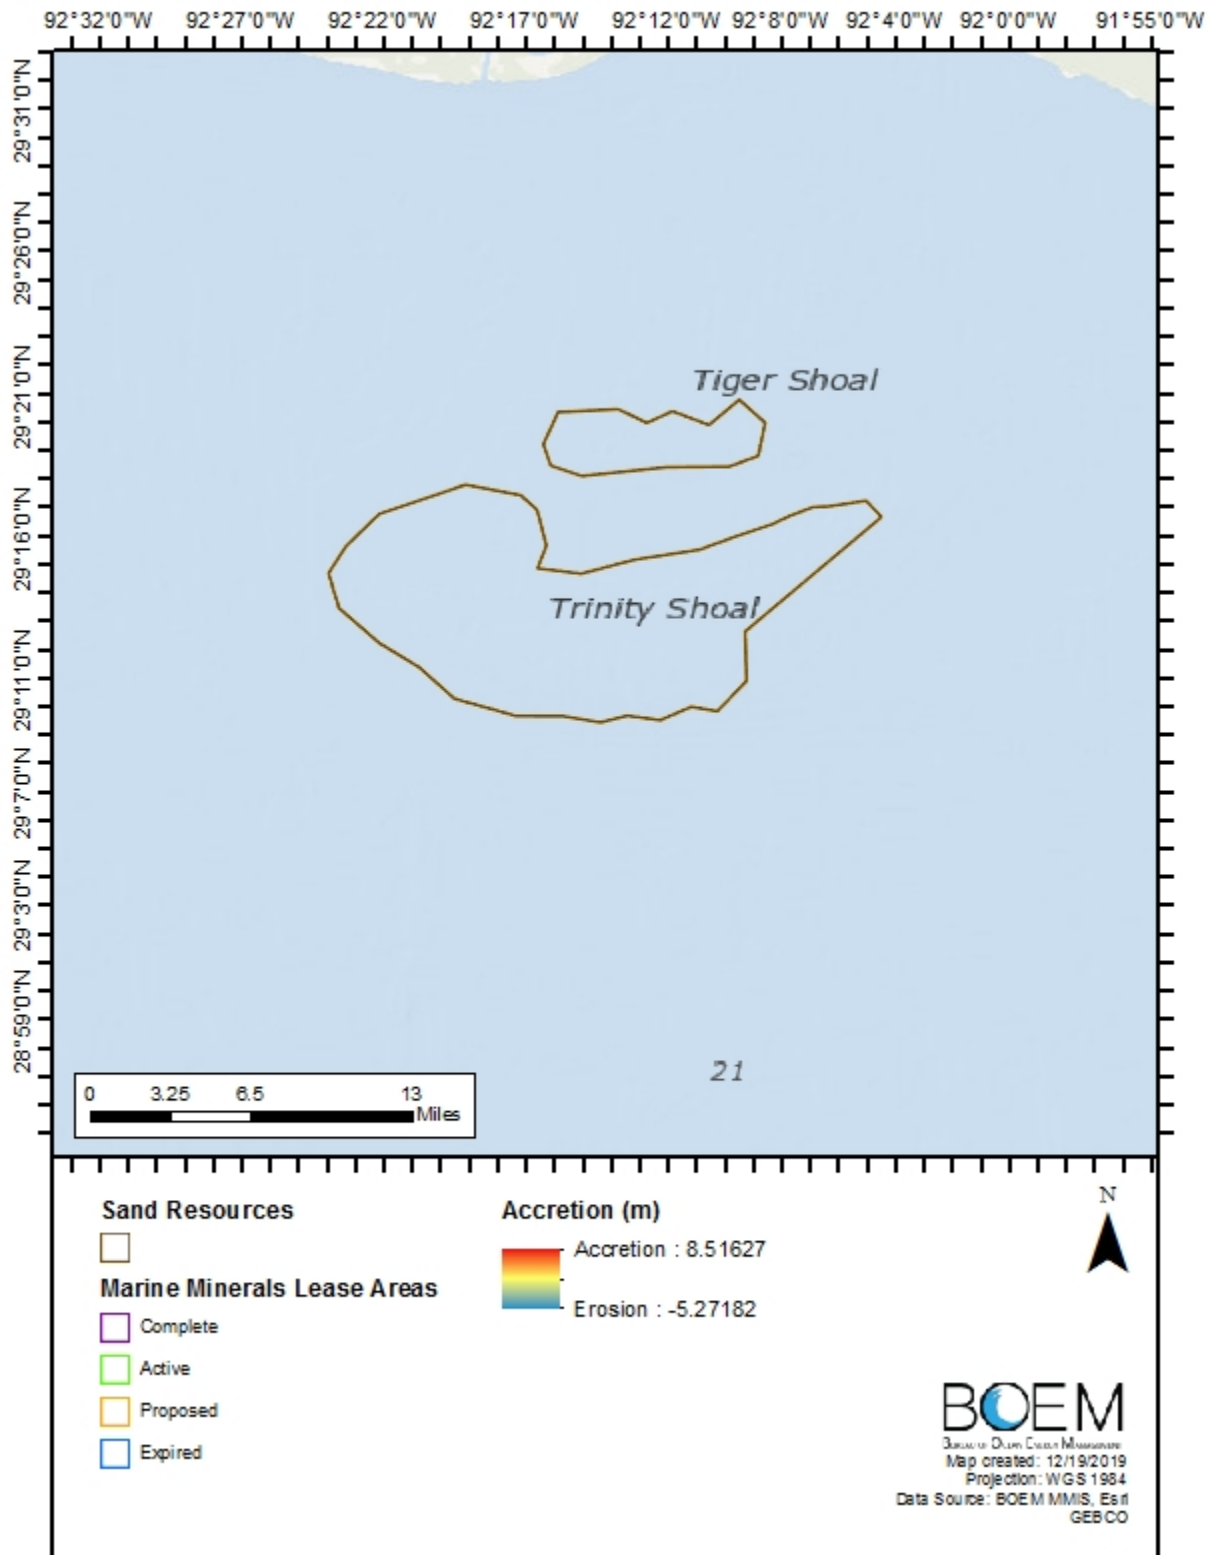 92°32'0"W 92°27'0"W 92°22'0"W 92°17'0"W 92°12'0"W 92°8'0"W 92°4'0"W 92°0'0"W 91°55'0"W
29°31'0"N
29°26'0"N
29°21'0"N
29°16'0"N
29°11'0"N
29°7'0"N
29°3'0"N
28°59'0"N
Tiger Shoal
Trinity Shoal
21
0 3.25 6.5 13
Miles
Sand Resources
Marine Minerals Lease Areas
Complete
Active
Proposed
Expired
Accretion (m)
Accretion : 8.51627
Erosion : -5.27182
N
BOEM
Bureau of Ocean Energy Management
Map created: 12/19/2019
Projection: WGS 1984
Data Source: BOEM MMIS, Esri
GEBCO